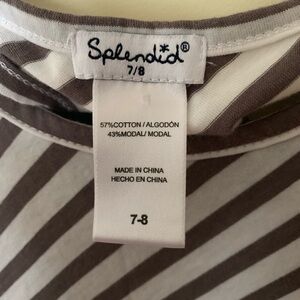 Splendid®
7/8
57%COTTON / ALGODÓN
43%MODAL/ MODAL
MADE IN CHINA
HECHO EN CHINA
7-8